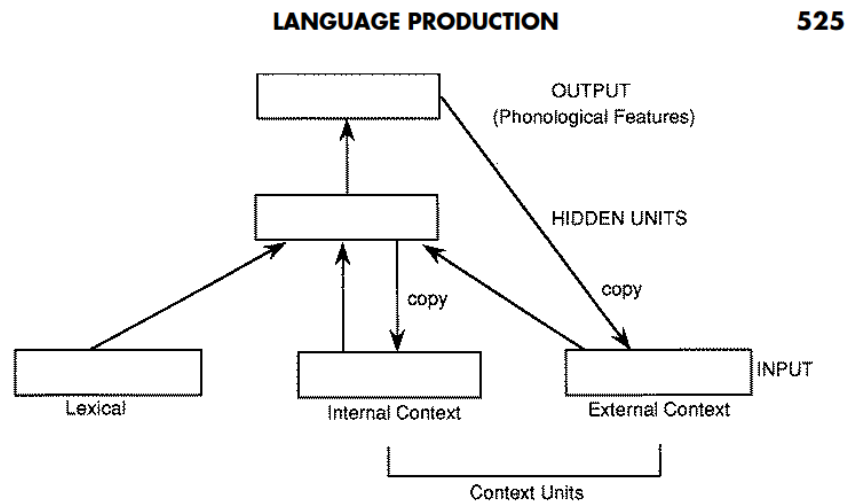 LANGUAGE PRODUCTION 525
OUTPUT
(Phonological Features)
HIDDEN UNITS
copy
copy
INPUT
Lexical
Internal Context
External Context
Context Units